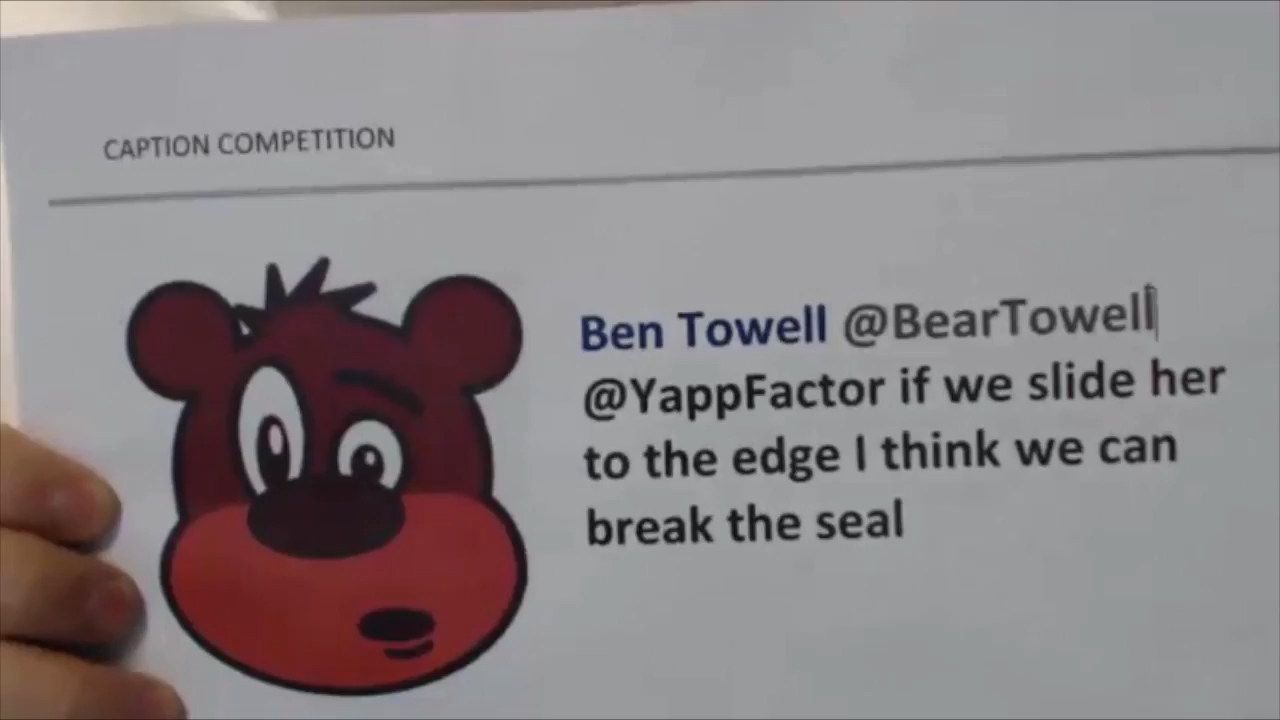 CAPTION COMPETITION
Ben Towell @BearTowell
@YappFactor if we slide her
to the edge I think we can
break the seal